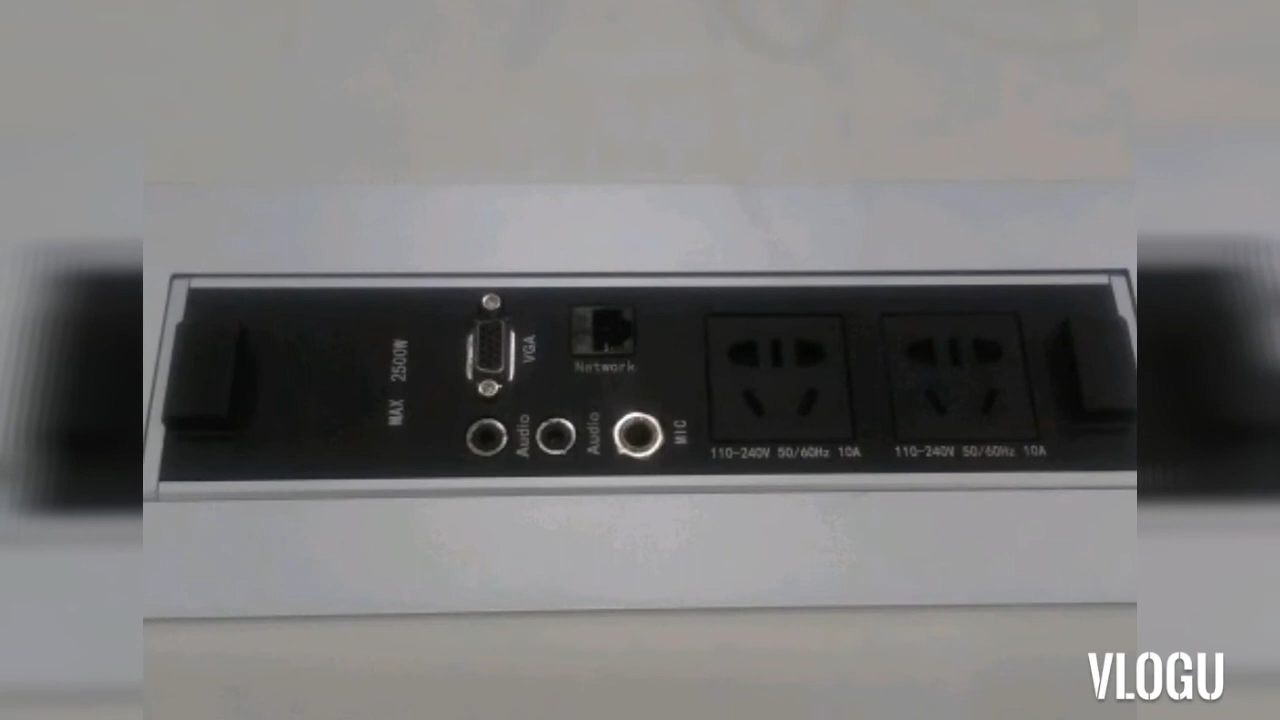 MAX 2500W
VGA
Network
Audio
Audio
MIC
110-240V 50/60Hz 10A
110-240V 50/60Hz 10A
VLOGU